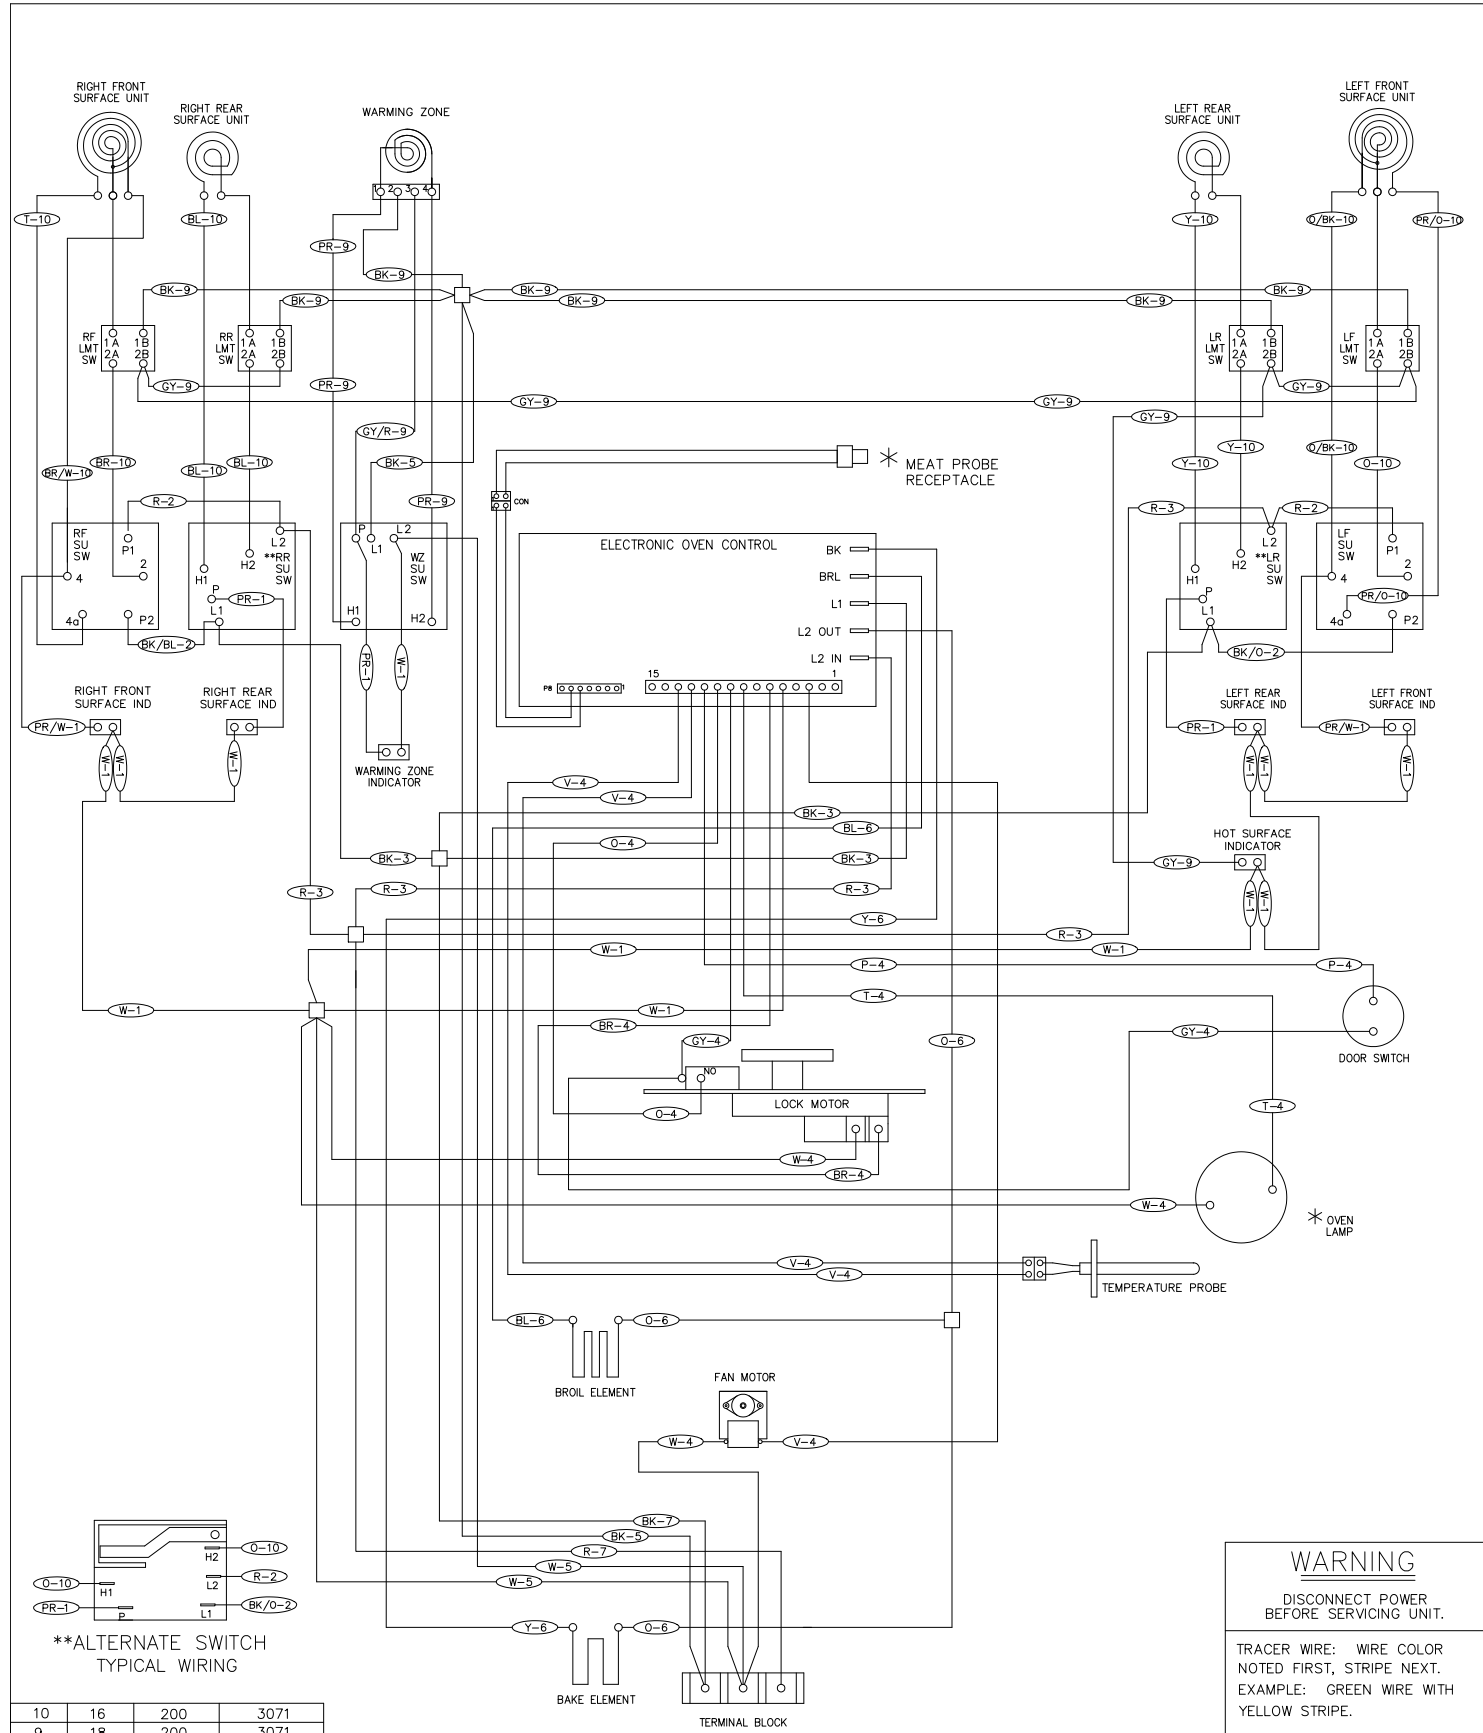 RIGHT FRONT
SURFACE UNIT
RIGHT REAR
SURFACE UNIT
WARMING ZONE
LEFT REAR
SURFACE UNIT
LEFT FRONT
SURFACE UNIT
1 2 3 4
T-10
BL-10
PR-9
BK-9
Y-10
O/BK-10
PR/O-10
BK-9
BK-9
BK-9
BK-9
BK-9
BK-9
RF
LMT
SW
1A 1B
2A 2B
RR
LMT
SW
1A 1B
2A 2B
LR
LMT
SW
1A 1B
2A 2B
LF
LMT
SW
1A 1B
2A 2B
GY-9
PR-9
GY-9
GY-9
GY-9
GY-9
GY/R-9
BK-5
BR/W-10
BR-10
BL-10
BL-10
PR-9
Y-10
Y-10
O/BK-10
O-10
MEAT PROBE
RECEPTACLE
CON
R-2
R-3
R-2
RF
SU
SW
P1
4
2
4a
P2
L2
**RR
SU
SW
H1
H2
P
L1
PR-1
BK/BL-2
P
L1
L2
WZ
SU
SW
H1
H2
PR-1
W-1
ELECTRONIC OVEN CONTROL
BK
BRL
L1
L2 OUT
L2 IN
15
1
P8
1
L2
**LR
SU
SW
H1
H2
P
L1
BK/O-2
LF
SU
SW
P1
4
2
PR/O-10
4a
P2
RIGHT FRONT
SURFACE IND
RIGHT REAR
SURFACE IND
PR/W-1
W-1
W-1
W-1
WARMING ZONE
INDICATOR
LEFT REAR
SURFACE IND
LEFT FRONT
SURFACE IND
PR-1
PR/W-1
W-1
W-1
W-1
V-4
V-4
BK-3
BL-6
O-4
BK-3
BK-3
HOT SURFACE
INDICATOR
GY-9
W-1
W-1
R-3
R-3
R-3
Y-6
R-3
W-1
W-1
P-4
P-4
T-4
W-1
W-1
BR-4
GY-4
O-6
GY-4
DOOR SWITCH
NO
LOCK MOTOR
O-4
T-4
W-4
BR-4
W-4
OVEN
LAMP
V-4
V-4
TEMPERATURE PROBE
BL-6
O-6
BROIL ELEMENT
FAN MOTOR
W-4
V-4
BK-7
BK-5
R-7
W-5
W-5
Y-6
O-6
BAKE ELEMENT
TERMINAL BLOCK
H2
O-10
O-10
H1
L2
R-2
PR-1
P
L1
BK/O-2
**ALTERNATE SWITCH
TYPICAL WIRING
WARNING
DISCONNECT POWER
BEFORE SERVICING UNIT.
TRACER WIRE: WIRE COLOR
NOTED FIRST, STRIPE NEXT.
EXAMPLE: GREEN WIRE WITH
YELLOW STRIPE.
10 16 200 3071
9 18 200 3071